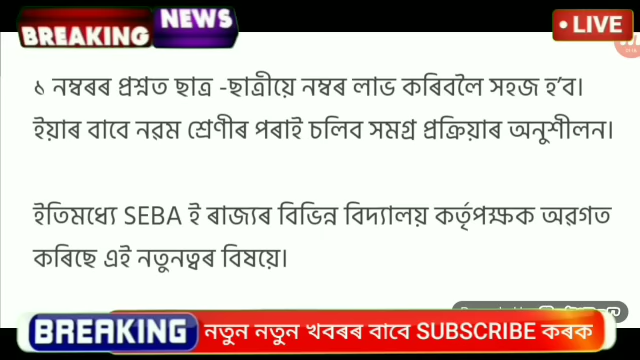 BREAKING NEWS
LIVE
১ নম্বৰৰ প্ৰশ্নত ছাত্ৰ -ছাত্ৰীয়ে নম্বৰ লাভ কৰিবলৈ সহজ হ’ব।
ইয়াৰ বাবে নৱম শ্ৰেণীৰ পৰাই চলিব সমগ্ৰ প্ৰক্ৰিয়াৰ অনুশীলন।
ইতিমধ্যে SEBA ই ৰাজ্যৰ বিভিন্ন বিদ্যালয় কৰ্তৃপক্ষক অৱগত
কৰিছে এই নতুনত্বৰ বিষয়ে।
BREAKING নতুন নতুন খবৰৰ বাবে SUBSCRIBE কৰক